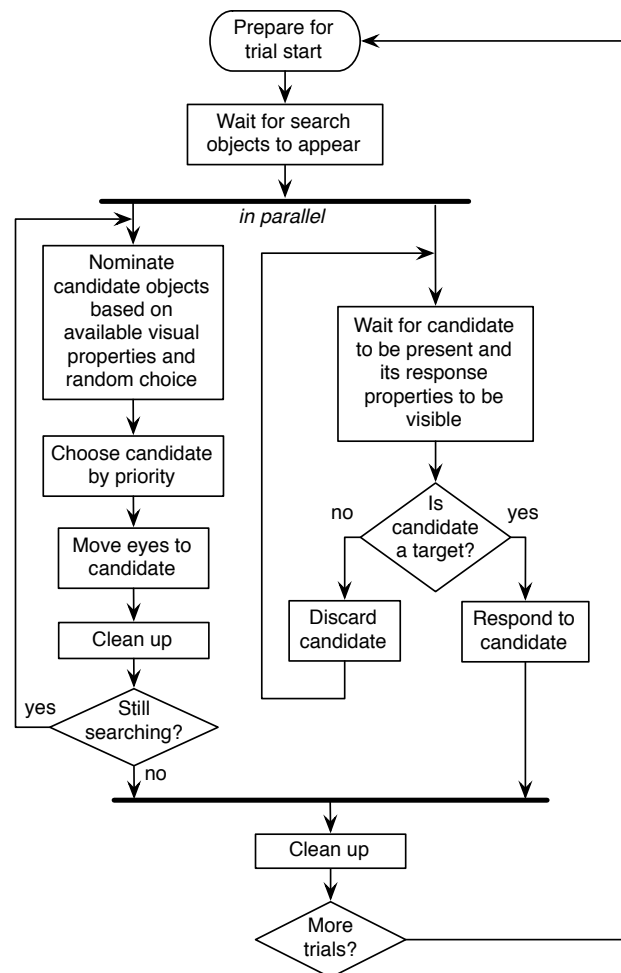 Prepare for
trial start
Wait for search
objects to appear
in parallel
Nominate
candidate objects
based on
available visual
properties and
random choice
Choose candidate
by priority
Move eyes to
candidate
Clean up
Still
searching?
yes
no
Wait for candidate
to be present and
its response
properties to be
visible
Is
candidate
a target?
no
yes
Discard
candidate
Respond to
candidate
Clean up
More
trials?